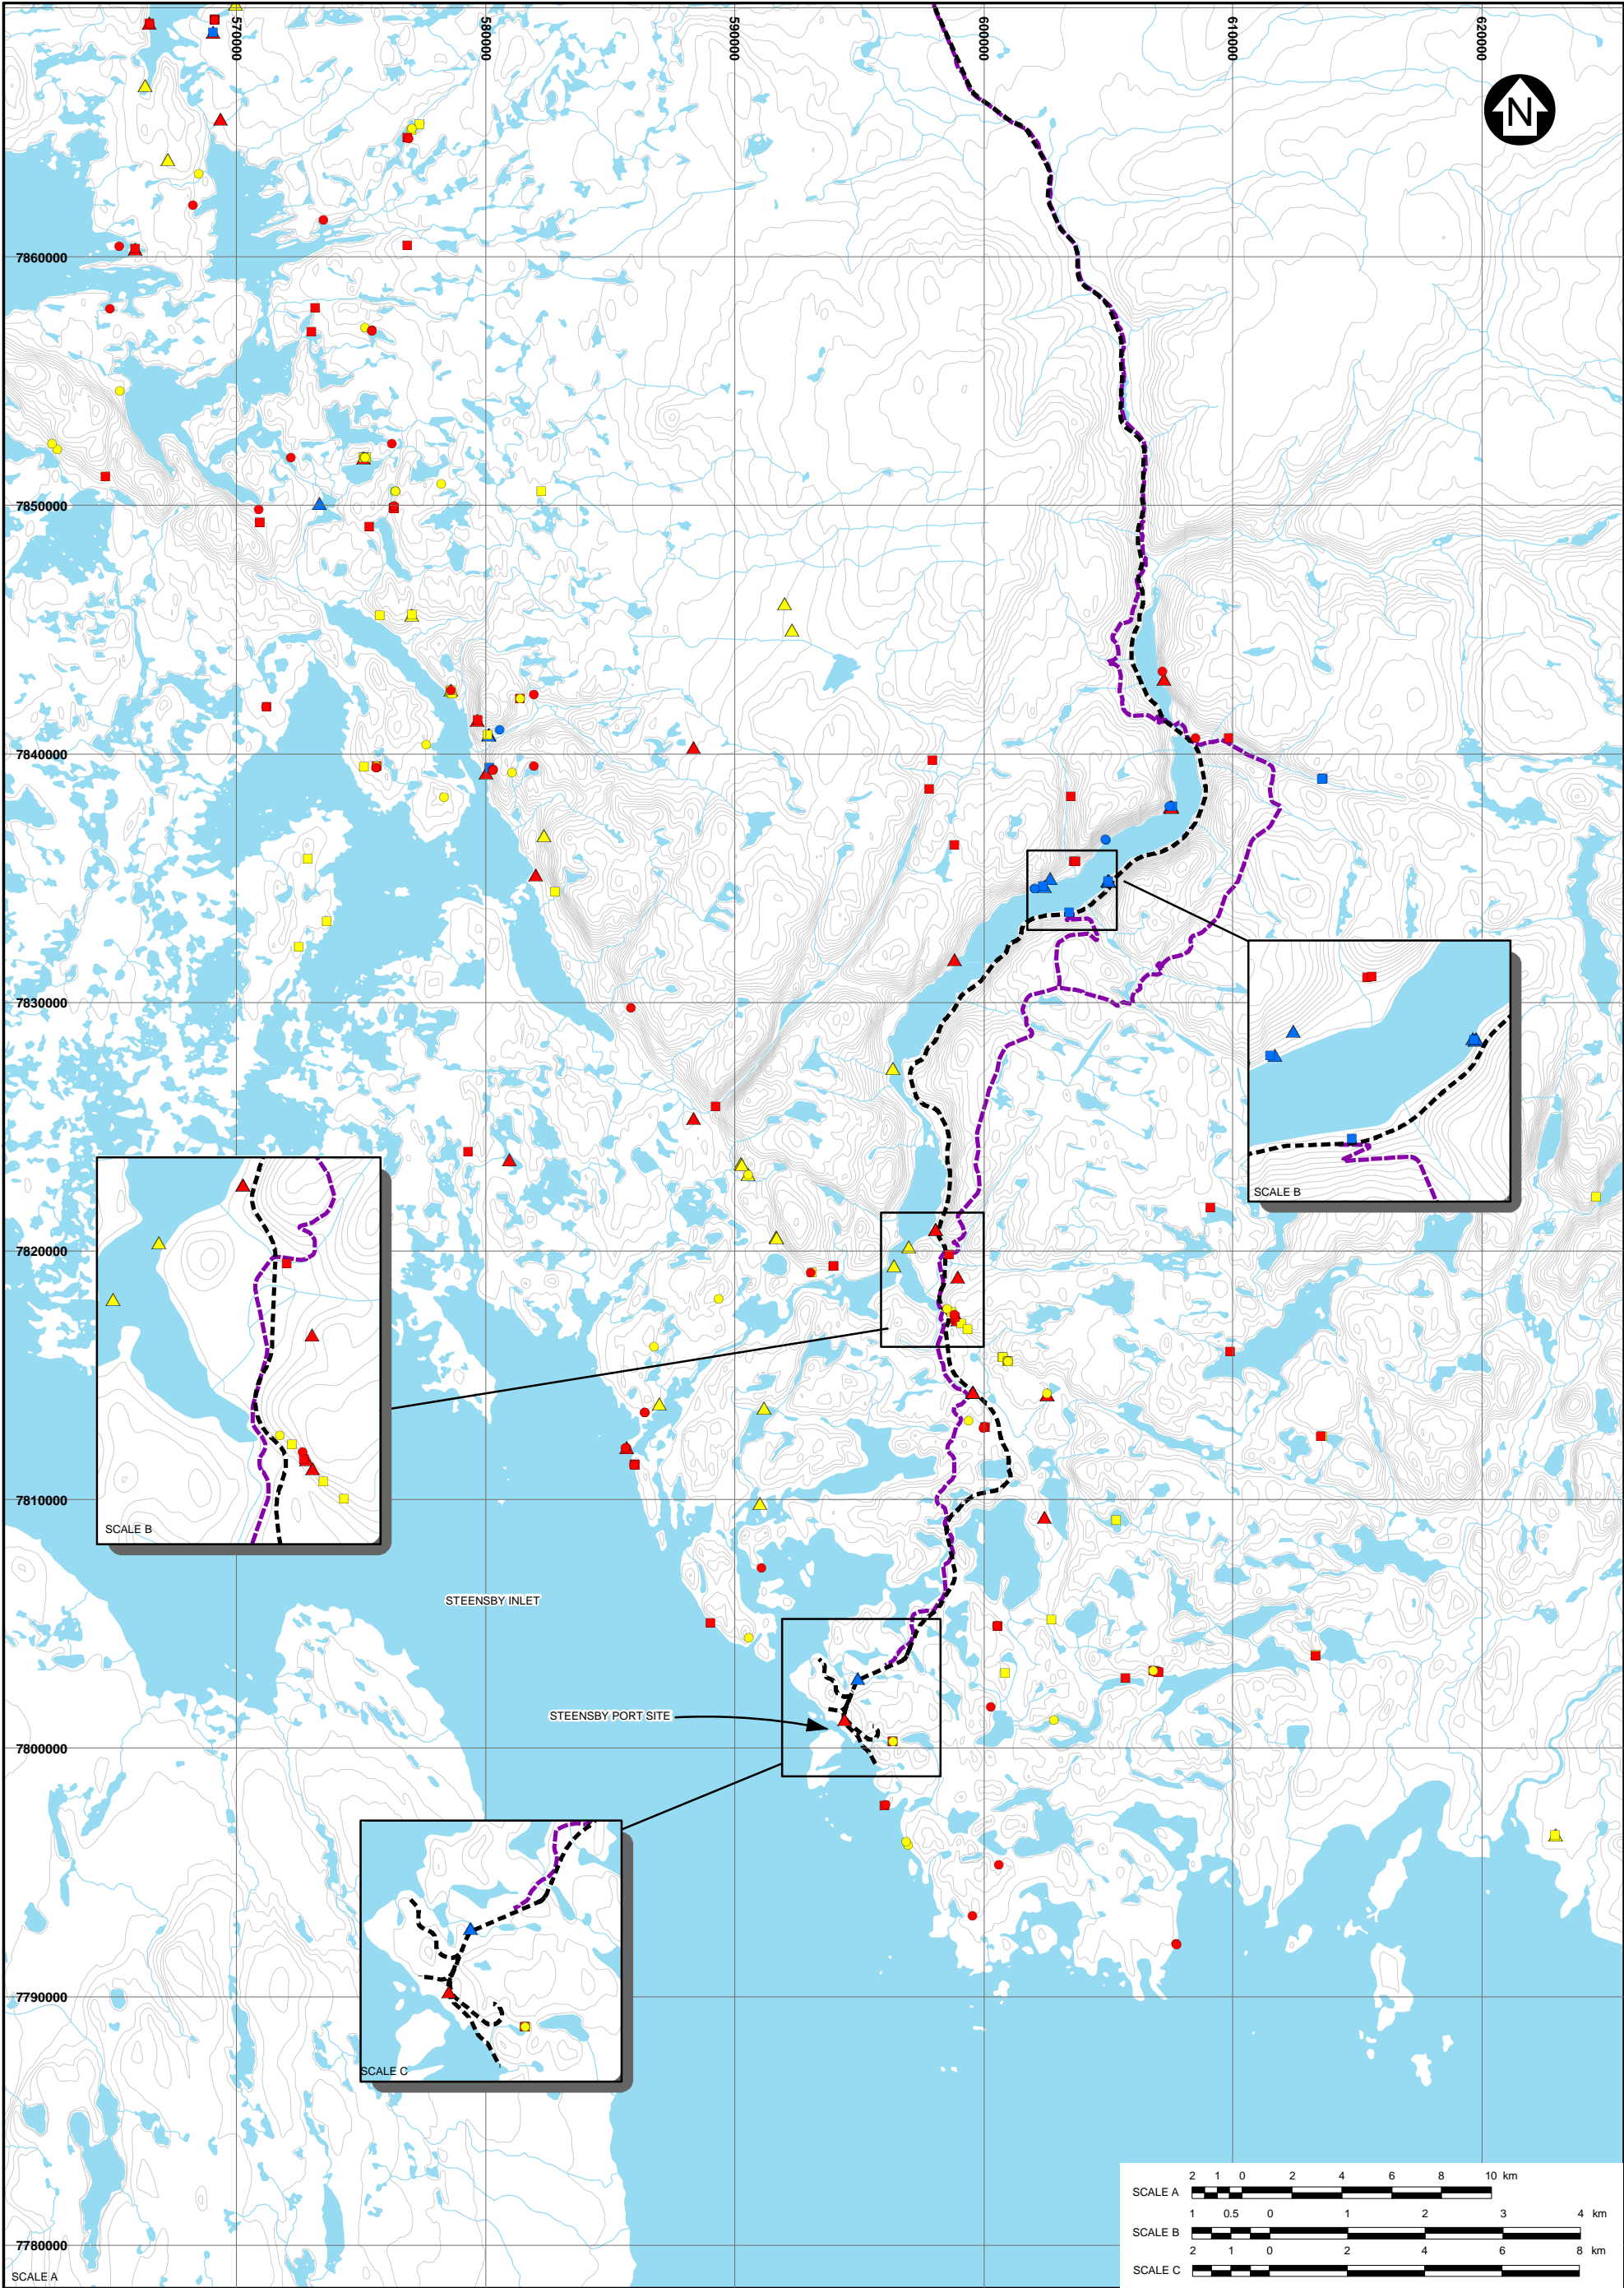 570000
580000
590000
600000
610000
620000
N
7860000
7850000
7840000
7830000
SCALE B
7820000
7810000
SCALE B
STEENSBY INLET
STEENSBY PORT SITE
7800000
7790000
SCALE C
7780000
SCALE A
2 1 0 2 4 6 8 10 km
SCALE A
1 0.5 0 1 2 3 4 km
SCALE B
2 1 0 2 4 6 8 km
SCALE C